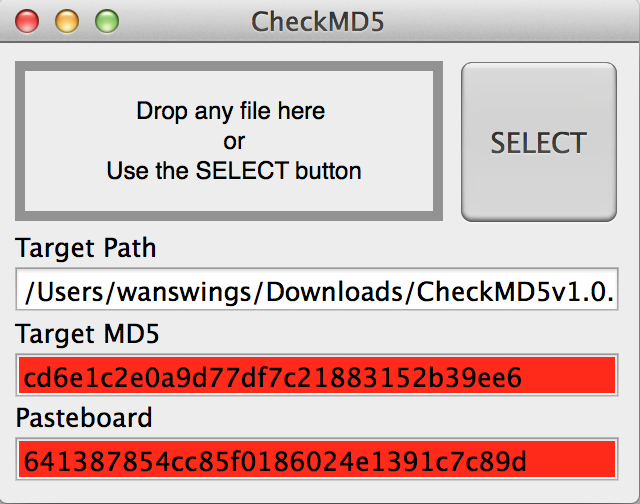 CheckMD5
Drop any file here
or
Use the SELECT button
SELECT
Target Path
/Users/wanswings/Downloads/CheckMD5v1.0.
Target MD5
cd6e1c2e0a9d77df7c21883152b39ee6
Pasteboard
641387854cc85f0186024e1391c7c89d